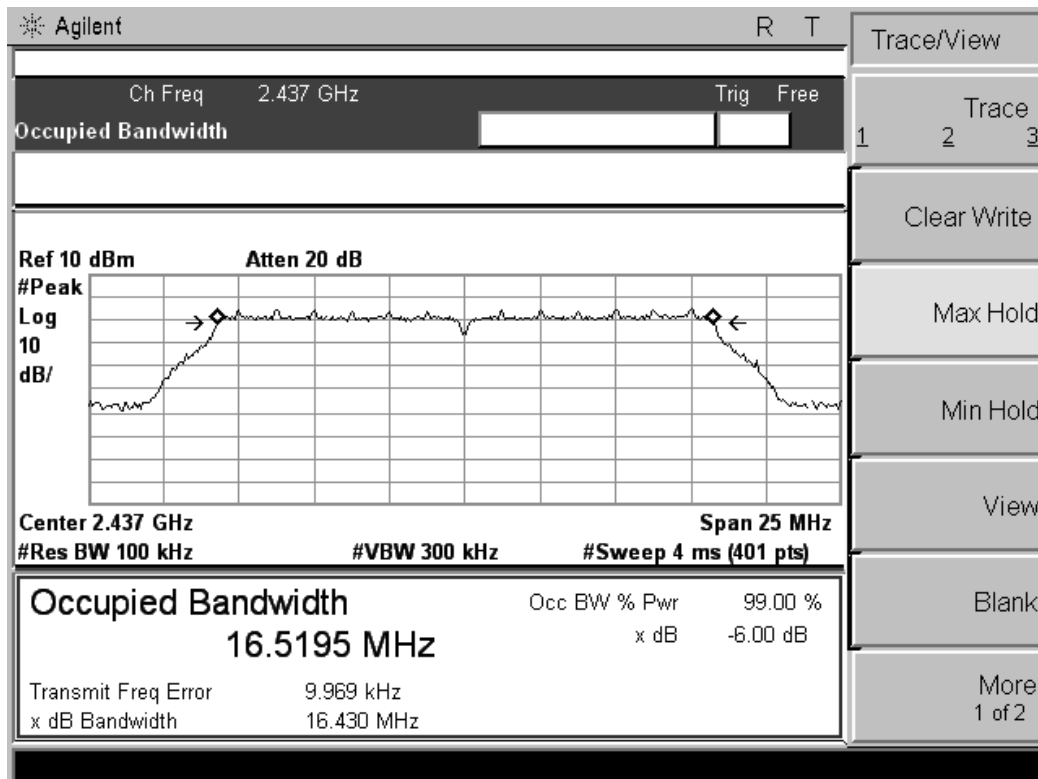 Agilent R T
Trace/View
Ch Freq 2.437 GHz Trig Free
Occupied Bandwidth
Trace
1 2 3
Clear Write
Ref 10 dBm Atten 20 dB
#Peak
Log
10
dB/
Max Hold
Min Hold
Center 2.437 GHz Span 25 MHz
#Res BW 100 kHz #VBW 300 kHz #Sweep 4 ms (401 pts)
View
Occupied Bandwidth Occ BW % Pwr 99.00 %
16.5195 MHz x dB -6.00 dB
Transmit Freq Error 9.969 kHz
x dB Bandwidth 16.430 MHz
Blank
More
1 of 2